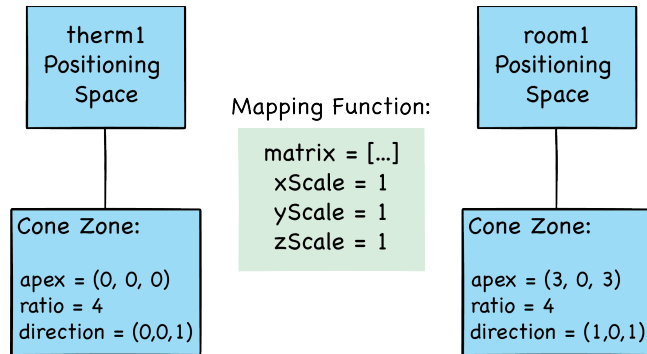 therm1
Positioning
Space
room1
Positioning
Space
Mapping Function:
matrix = [...]
xScale = 1
yScale = 1
zScale = 1
Cone Zone:
apex = (0, 0, 0)
ratio = 4
direction = (0,0,1)
Cone Zone:
apex = (3, 0, 3)
ratio = 4
direction = (1,0,1)